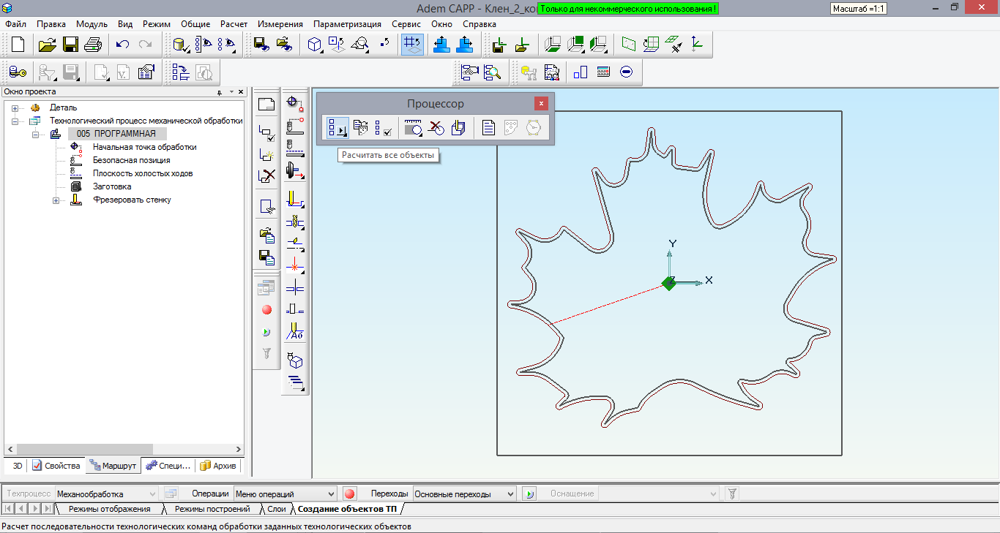 Adem CAPP - Клен_2_ко
Только для некоммерческого использования !
Масштаб =1:1
Файл Правка Модуль Вид Режим Общие Расчет Измерения Параметризация Сервис Окно Справка
Окно проекта
Деталь
Технологический процесс механической обработки
005 ПРОГРАММНАЯ
Начальная точка обработки
Безопасная позиция
Плоскость холостых ходов
Заготовка
Фрезеровать стенку
Процессор
Расчитать все объекты
Y
Z
X
3D Свойства Маршрут Специ... Архив
Техпроцесс Механообработка Операции Меню операций Переходы Основные переходы Оснащение
Режимы отображения Режимы построений Слои Создание объектов ТП
Расчет последовательности технологических команд обработки заданных технологических объектов